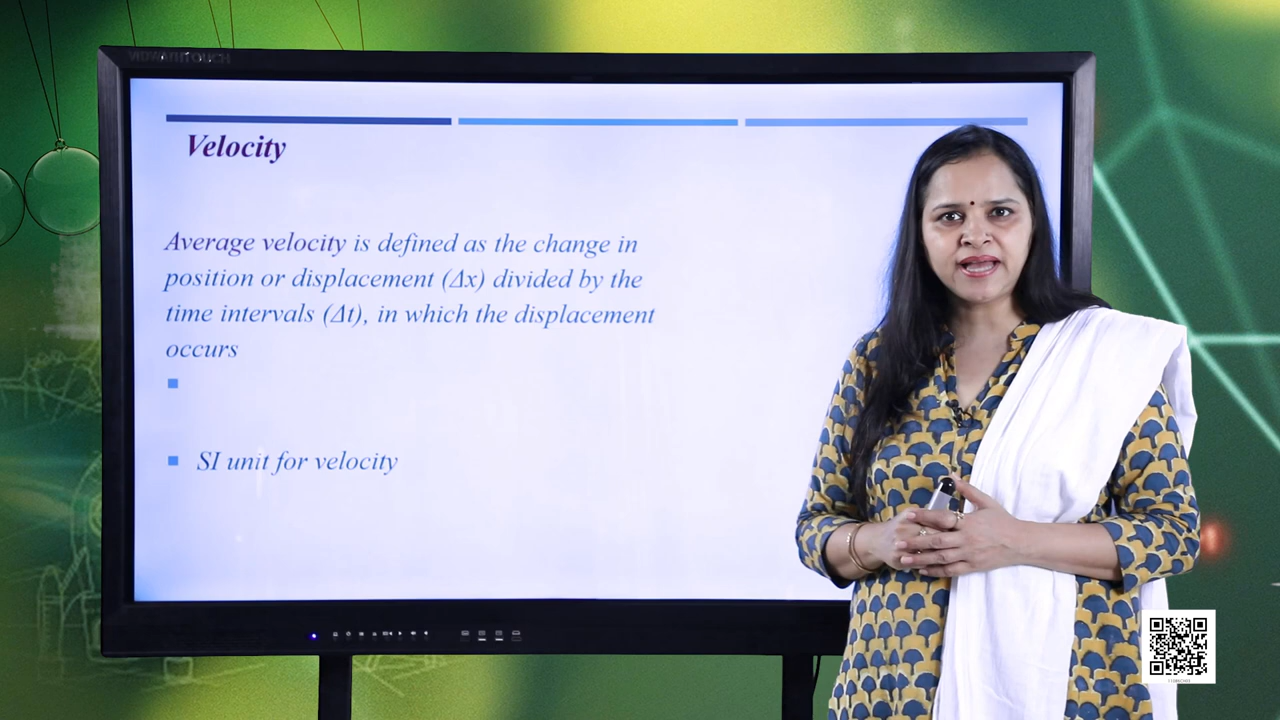 VIDWATHTOUCH
Velocity
Average velocity is defined as the change in
position or displacement (Δx) divided by the
time intervals (Δt), in which the displacement
occurs
SI unit for velocity